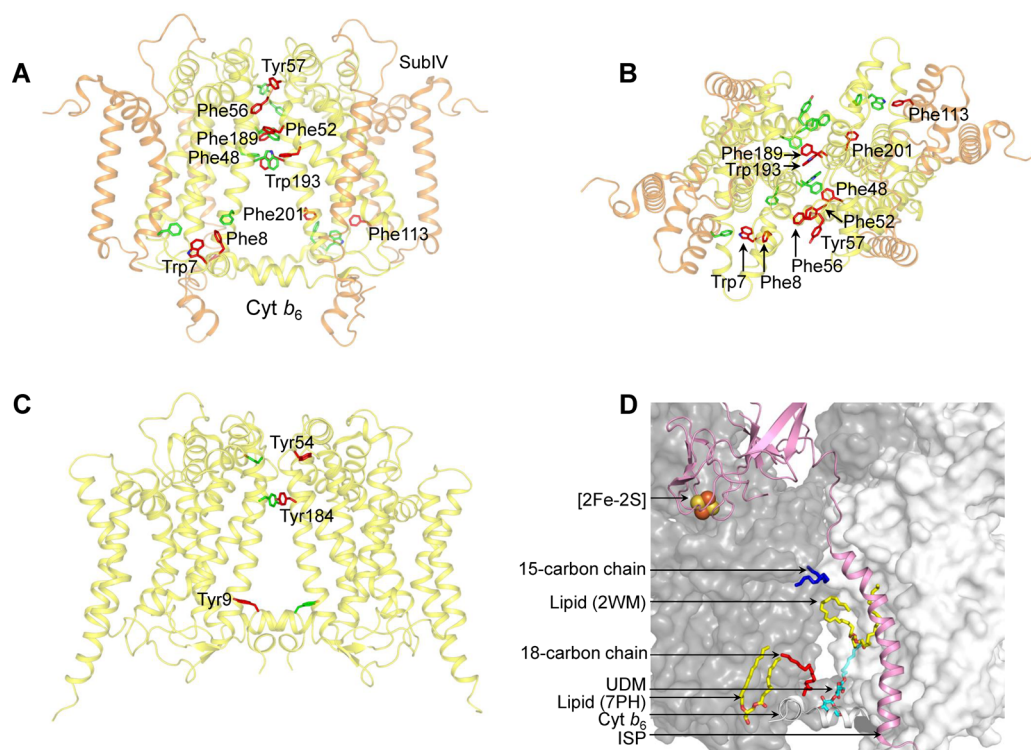 A
Tyr57
SubIV
Phe56
Phe52
Phe189
Phe48
Trp193
Phe201
Phe8
Phe113
Trp7
Cyt b6
B
Phe113
Phe189
Trp193
Phe201
Phe48
Phe52
Tyr57
Phe56
Trp7
Phe8
C
Tyr54
Tyr184
Tyr9
D
[2Fe-2S]
15-carbon chain
Lipid (2WM)
18-carbon chain
UDM
Lipid (7PH)
Cyt b6
ISP